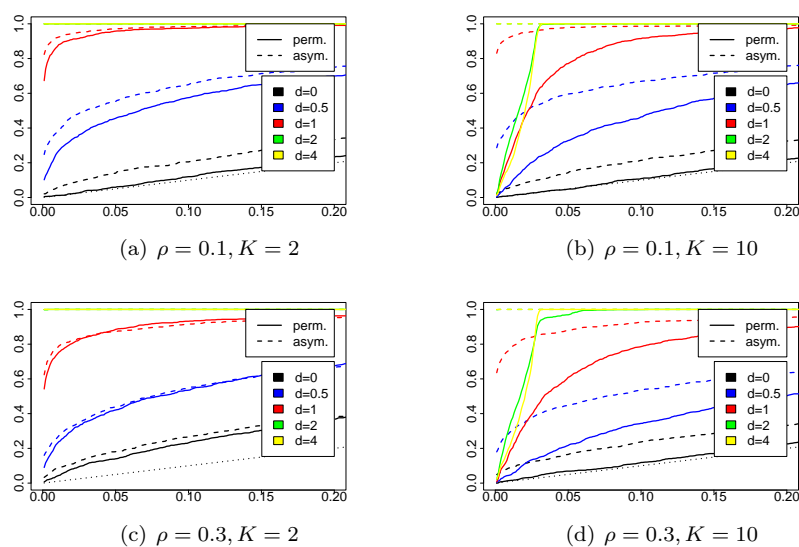 1.0
0.8
0.6
0.4
0.2
0.0
0.00 0.05 0.10 0.15 0.20
perm.
asym.
d=0
d=0.5
d=1
d=2
d=4
(a) ρ = 0.1, K = 2
1.0
0.8
0.6
0.4
0.2
0.0
0.00 0.05 0.10 0.15 0.20
perm.
asym.
d=0
d=0.5
d=1
d=2
d=4
(b) ρ = 0.1, K = 10
1.0
0.8
0.6
0.4
0.2
0.0
0.00 0.05 0.10 0.15 0.20
perm.
asym.
d=0
d=0.5
d=1
d=2
d=4
(c) ρ = 0.3, K = 2
1.0
0.8
0.6
0.4
0.2
0.0
0.00 0.05 0.10 0.15 0.20
perm.
asym.
d=0
d=0.5
d=1
d=2
d=4
(d) ρ = 0.3, K = 10